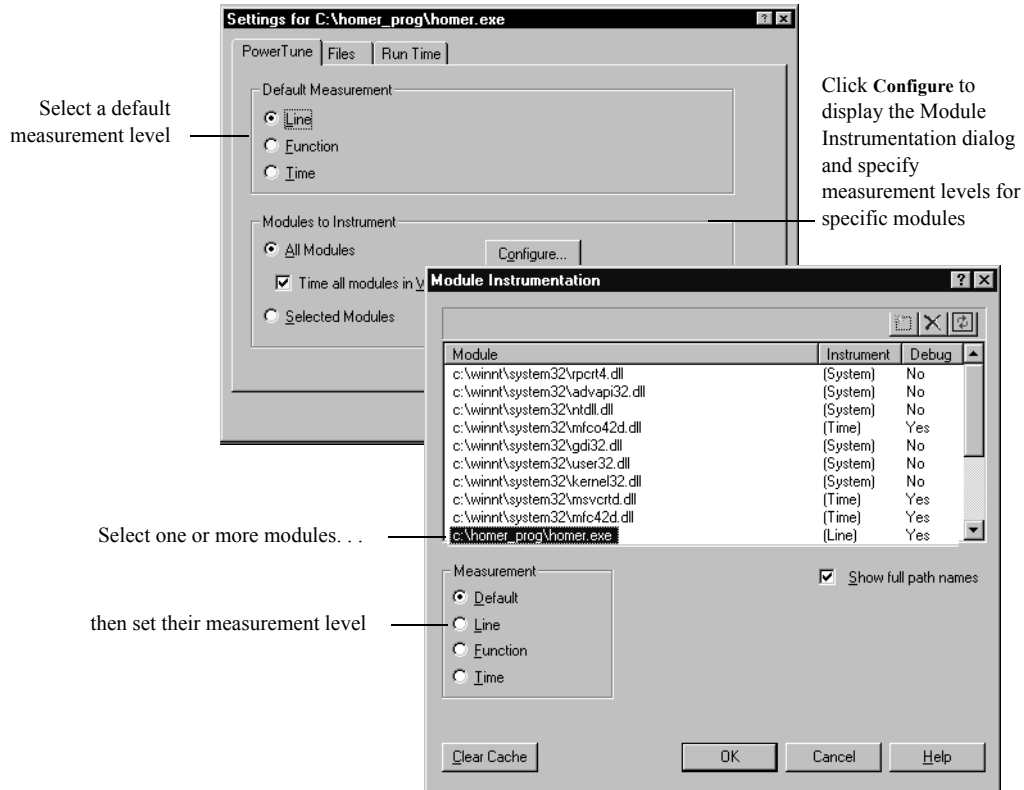 Settings for C:\homer_prog\homer.exe
PowerTune
Files
Run Time
Select a default
measurement level
Default Measurement
Line
Function
Time
Click Configure to
display the Module
Instrumentation dialog
and specify
measurement levels for
specific modules
Modules to Instrument
All Modules
Configure...
Time all modules in V
Selected Modules
Module Instrumentation
Module Instrument Debug
c:\winnt\system32\rpcrt4.dll (System) No
c:\winnt\system32\advapi32.dll (System) No
c:\winnt\system32\ntdll.dll (System) No
c:\winnt\system32\mfco42d.dll (Time) Yes
c:\winnt\system32\gdi32.dll (System) No
c:\winnt\system32\user32.dll (System) No
c:\winnt\system32\kernel32.dll (System) No
c:\winnt\system32\msvcrtd.dll (Time) Yes
c:\winnt\system32\mfc42d.dll (Time) Yes
c:\homer_prog\homer.exe (Line) Yes
Select one or more modules. . .
Measurement
Default
Line
Function
Time
Show full path names
then set their measurement level
Clear Cache
OK
Cancel
Help